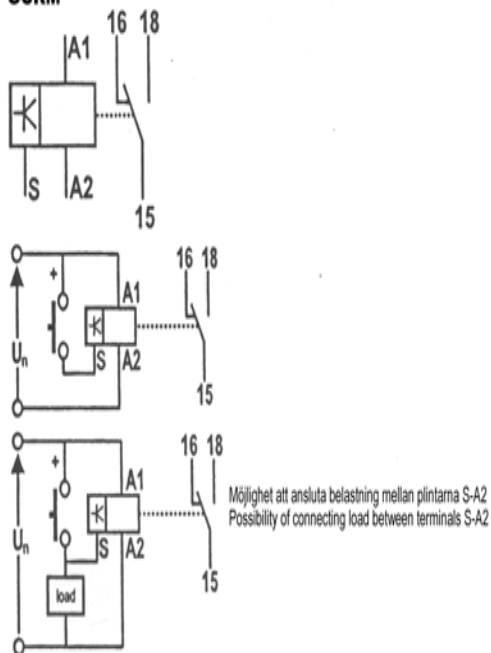 16 18
A1
S A2
15
16 18
+ A1
Un
S A2
15
16 18
+ A1
Un
S A2
Möjlighet att ansluta belastning mellan plintarna S-A2
Possibility of connecting load between terminals S-A2
15
load